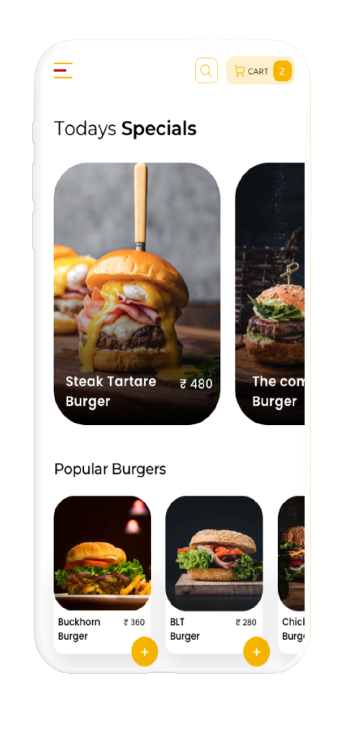 CART 2
Todays Specials
Steak Tartare ₹ 480
Burger
The com
Burger
Popular Burgers
Buckhorn ₹ 360
Burger
BLT ₹ 280
Burger
Chick
Burge
+
+